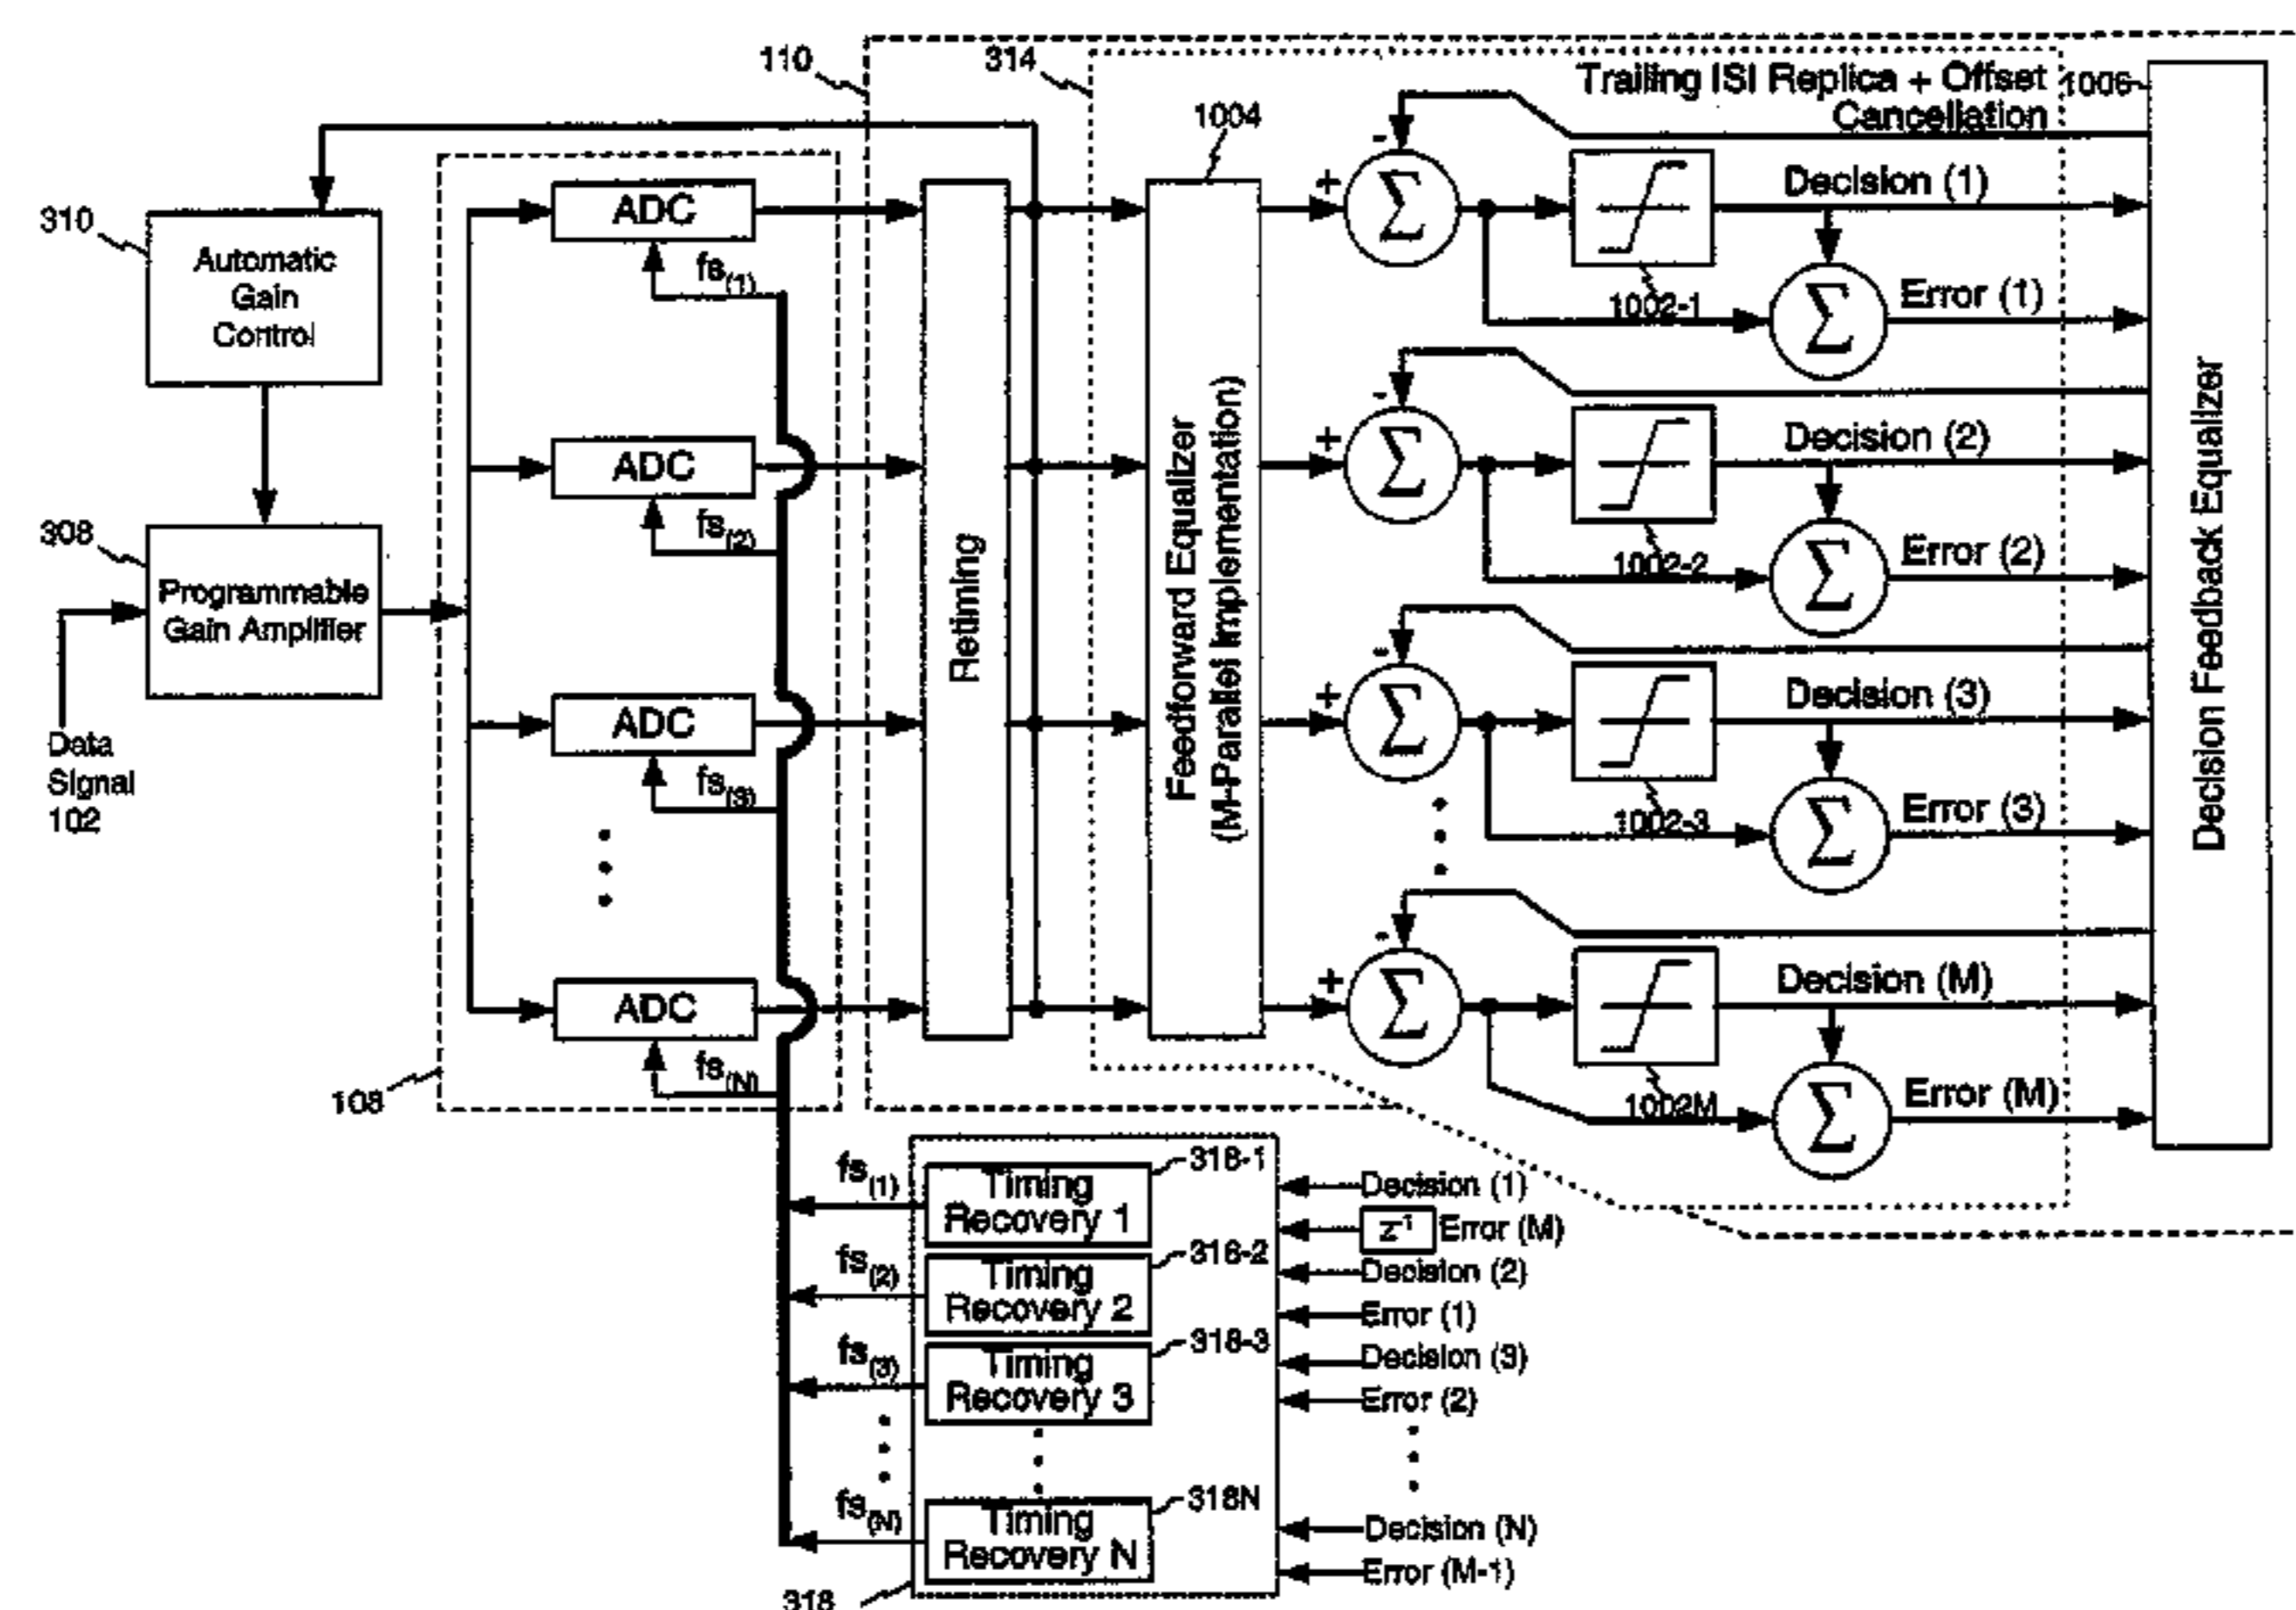 110
314
Trailing ISI Replica + Offset
Cancellation
1006
1004
310
Automatic
Gain
Control
308
Programmable
Gain Amplifier
Data
Signal
102
108
ADC
fs(1)
ADC
fs(2)
ADC
fs(3)
ADC
fs(N)
Retiming
Feedforward Equalizer
(M-Parallel Implementation)
+
-
Σ
Decision (1)
1002-1
Σ
Error (1)
+
-
Σ
Decision (2)
1002-2
Σ
Error (2)
+
-
Σ
Decision (3)
1002-3
Σ
Error (3)
+
-
Σ
Decision (M)
1002M
Σ
Error (M)
Decision Feedback Equalizer
fs(1)
Timing
Recovery 1
318-1
Decision (1)
z-1 Error (M)
fs(2)
Timing
Recovery 2
318-2
Decision (2)
Error (1)
fs(3)
Timing
Recovery 3
318-3
Decision (3)
Error (2)
fs(N)
Timing
Recovery N
318N
Decision (N)
Error (M-1)
318